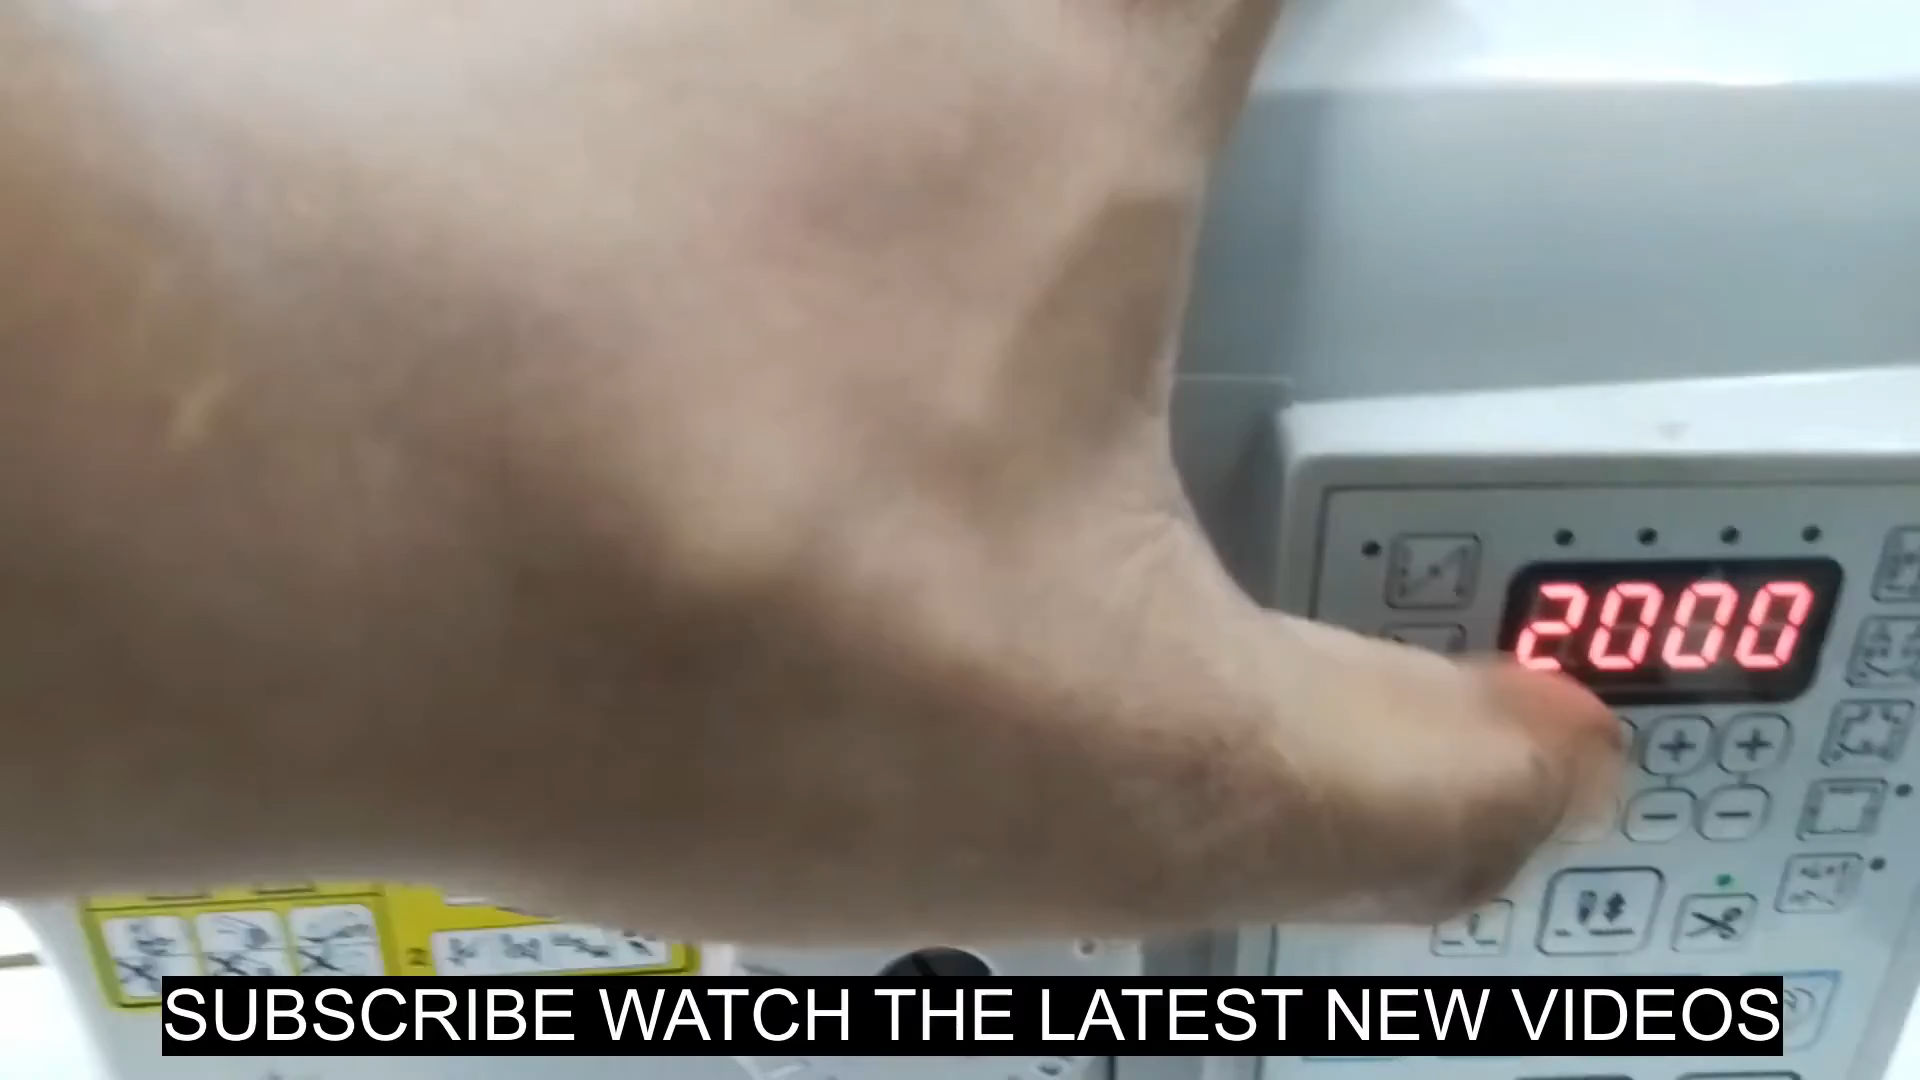 2000
+ +
− −
SUBSCRIBE WATCH THE LATEST NEW VIDEOS